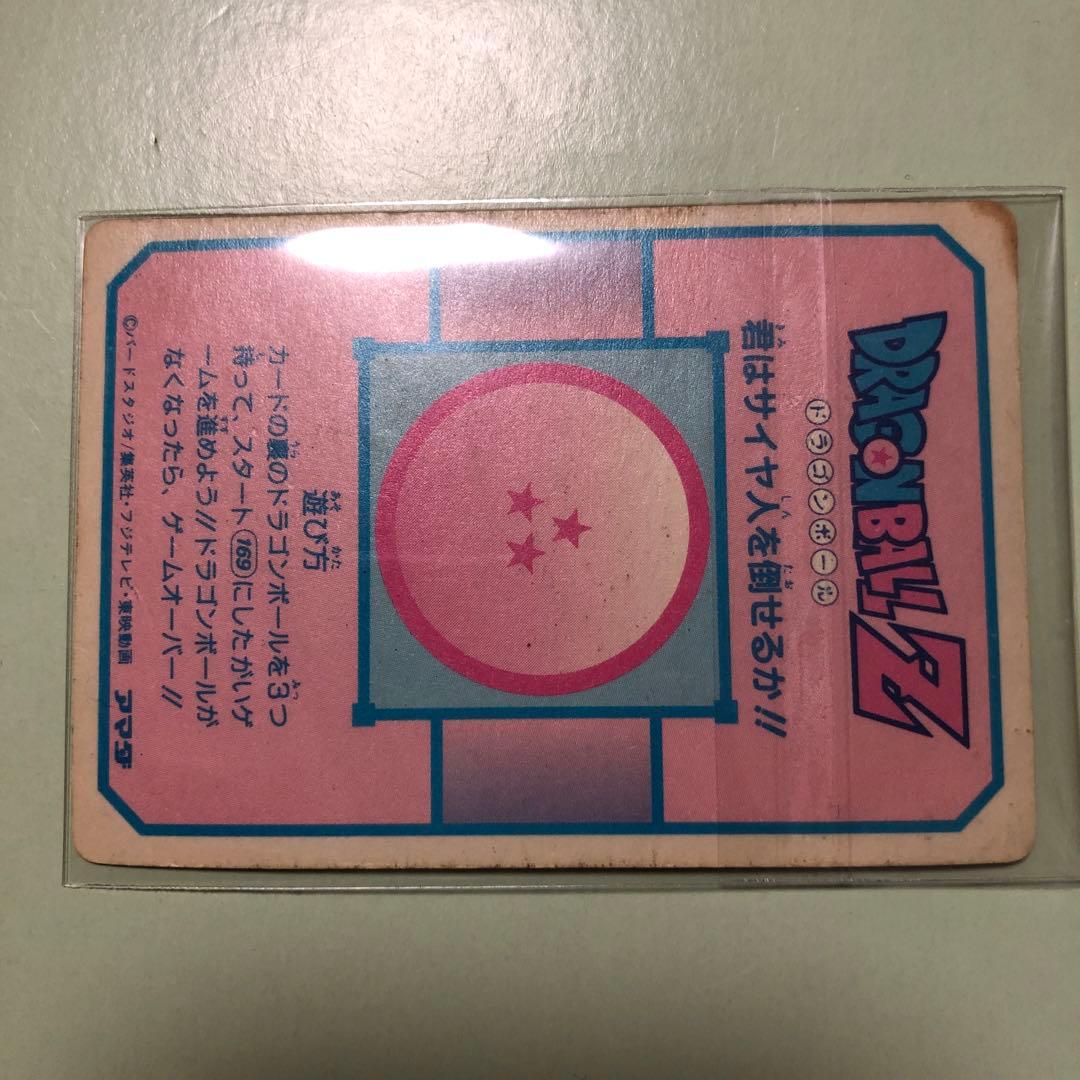 DRAGONBALL Z
ドラゴンボール
君はサイヤ人を倒せるか!!
遊び方
カードの裏のドラゴンボールを3つ
持って、スタート169にしたがいゲ
ームを進めよう!!ドラゴンボールが
なくなったら、ゲームオーバー!!
©バードスタジオ/集英社・フジテレビ・東映動画 アマダ